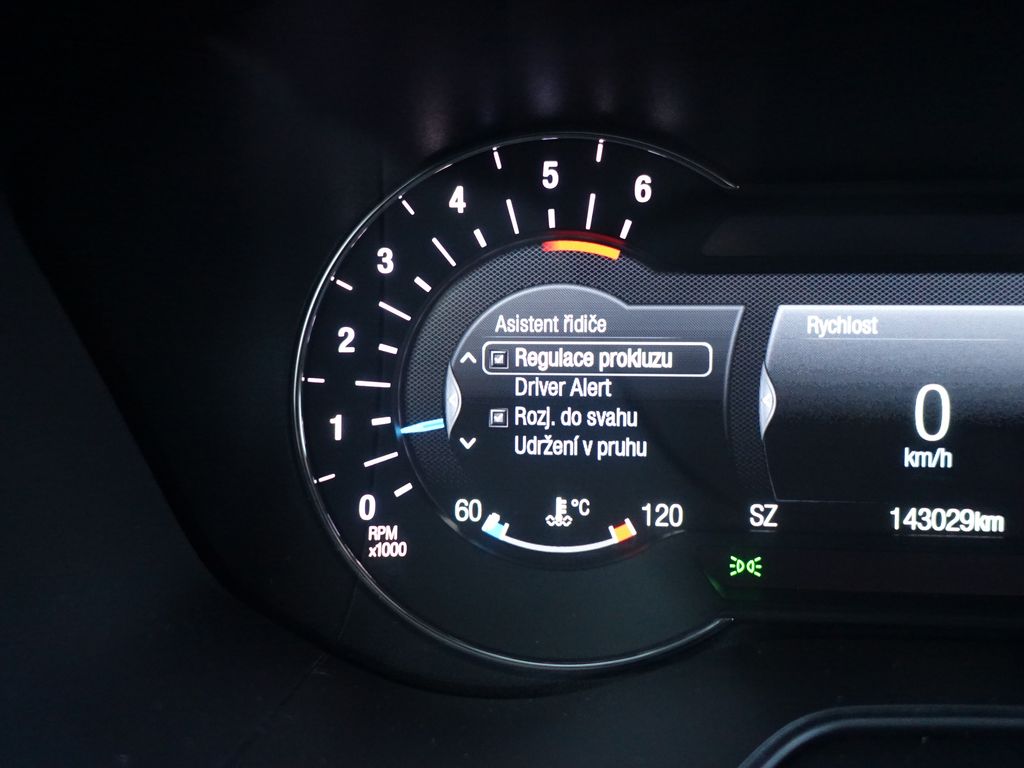 6
5
4
3
2
1
0
RPM
x1000
Asistent řidiče
Regulace prokluzu
Driver Alert
Rozj. do svahu
Udržení v pruhu
60 °C 120
Rychlost
0
km/h
SZ 143029km